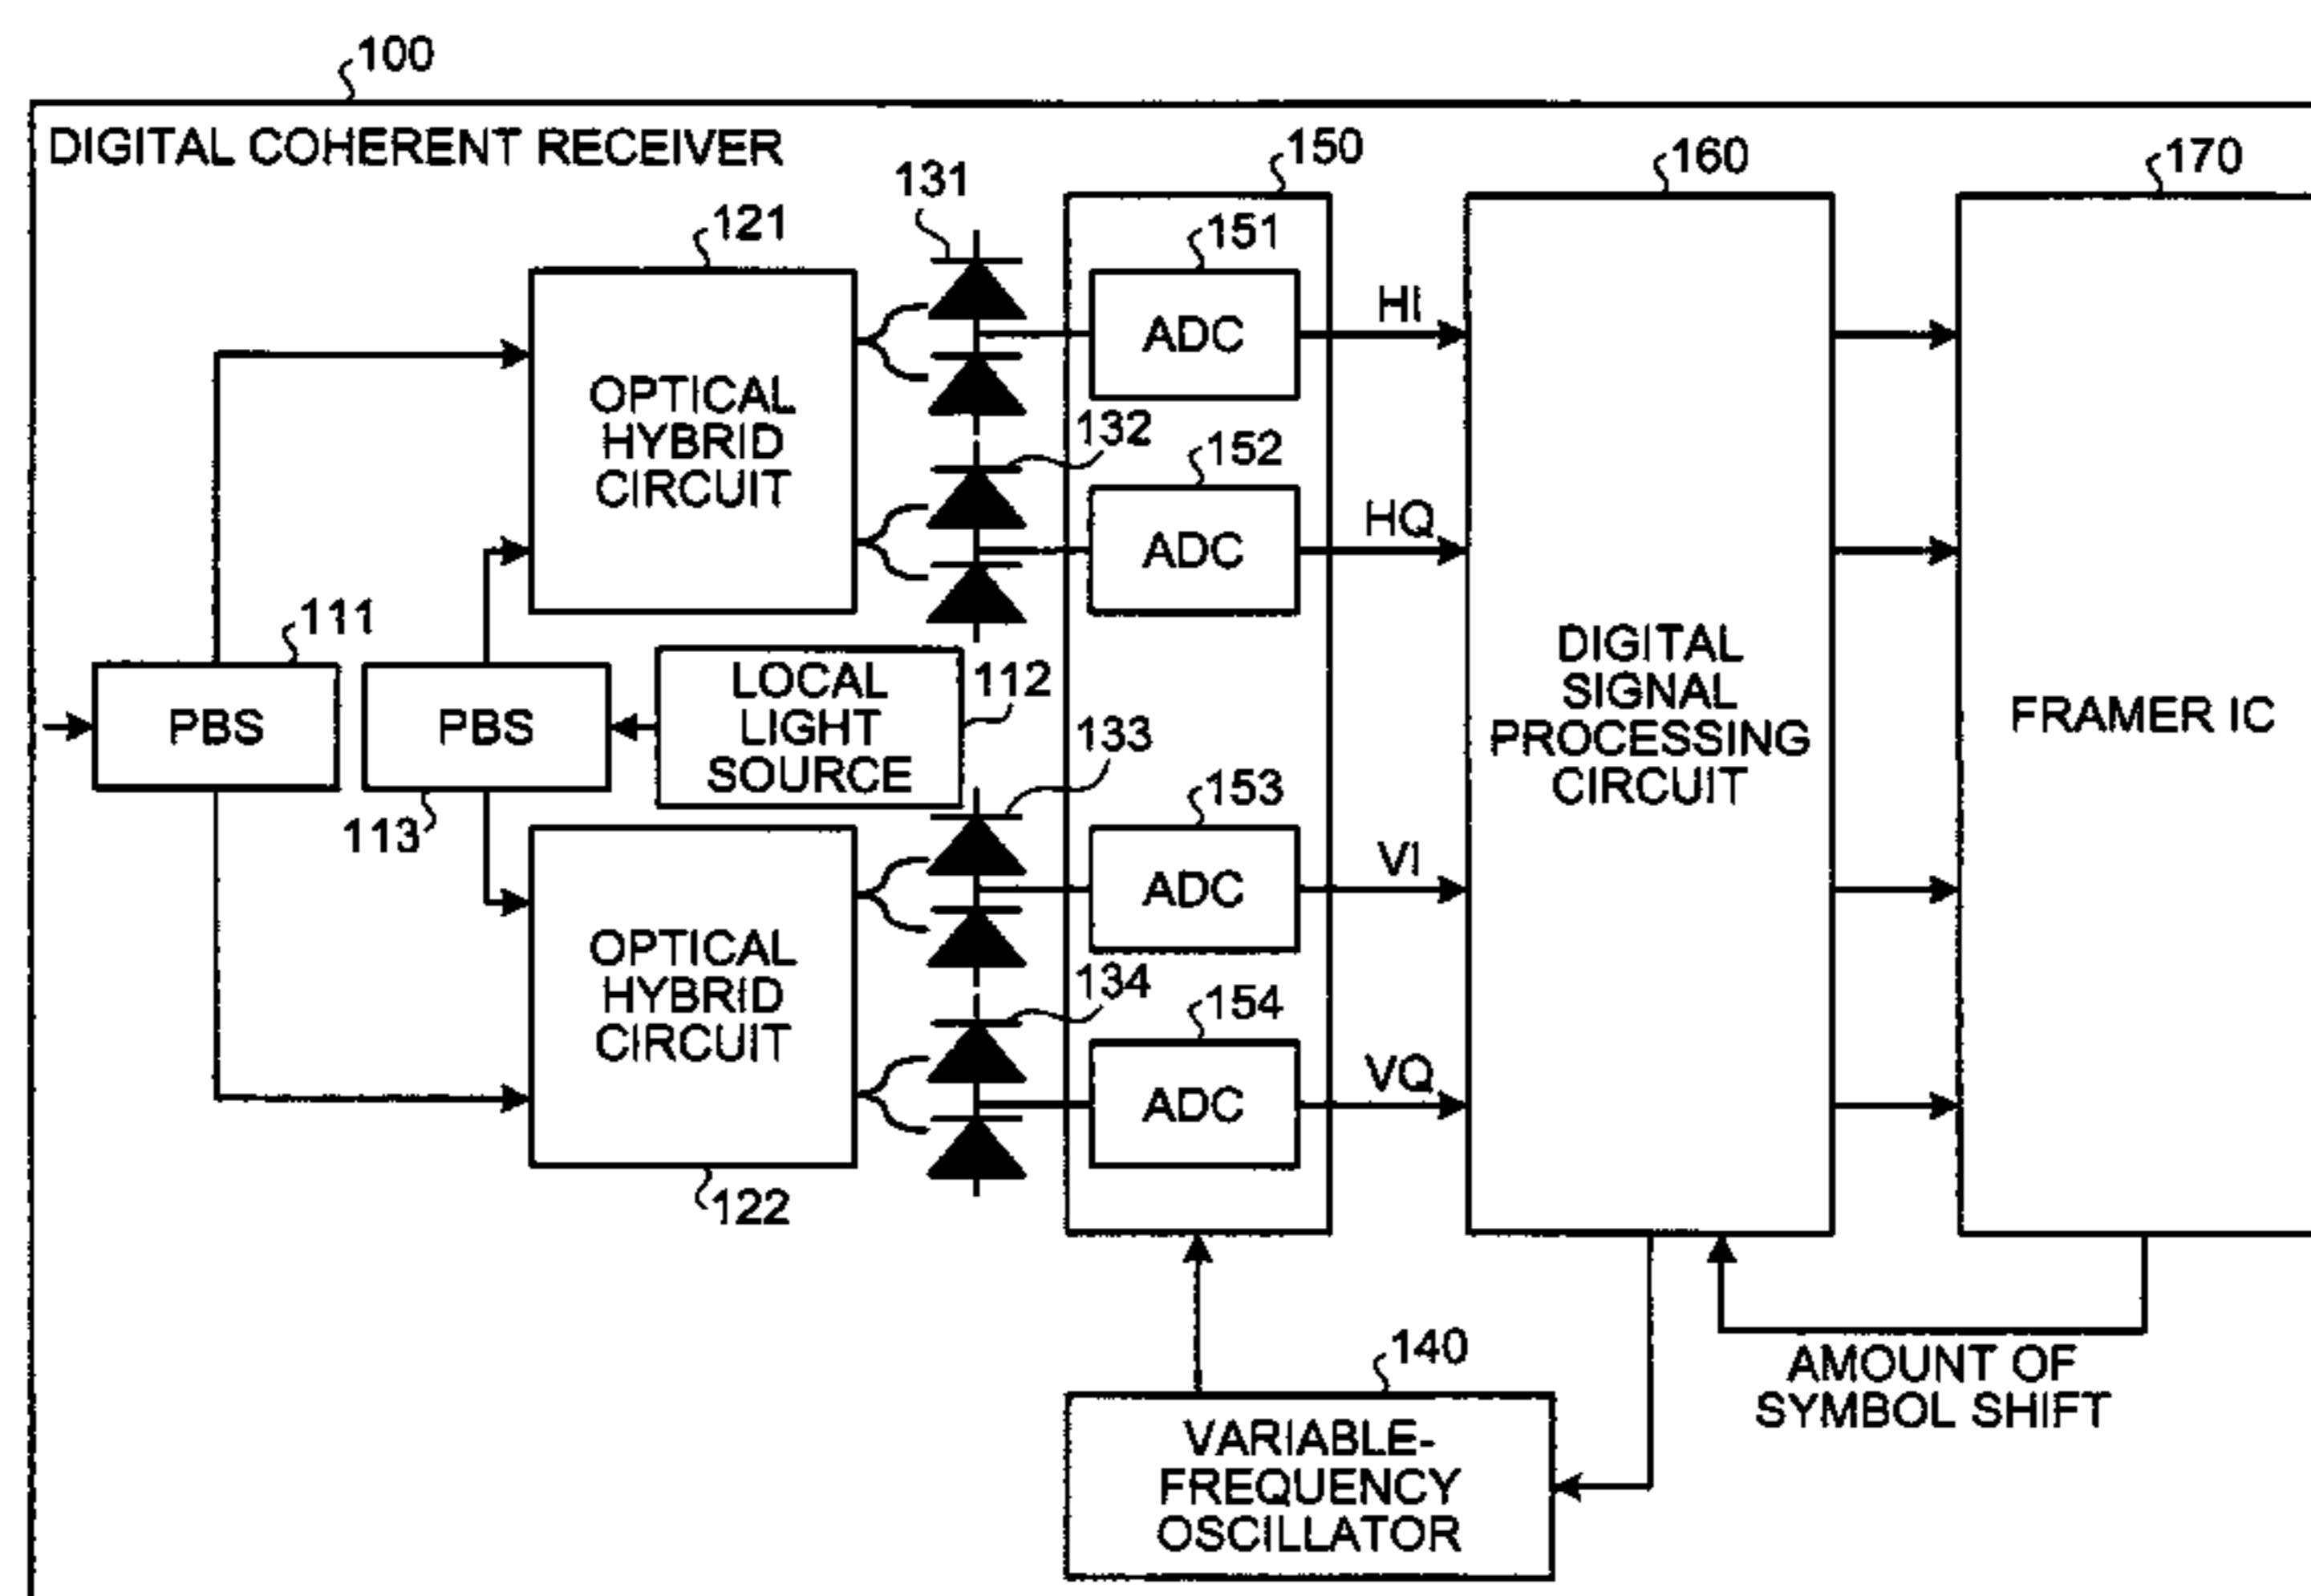 100
DIGITAL COHERENT RECEIVER
150
160
170
131
121
151
HI
ADC
OPTICAL
HYBRID
CIRCUIT
132
152
HQ
ADC
111
PBS
PBS
113
LOCAL
LIGHT
SOURCE
112
133
DIGITAL
SIGNAL
PROCESSING
CIRCUIT
FRAMER IC
153
VI
ADC
OPTICAL
HYBRID
CIRCUIT
134
154
VQ
ADC
122
140
VARIABLE-
FREQUENCY
OSCILLATOR
AMOUNT OF
SYMBOL SHIFT